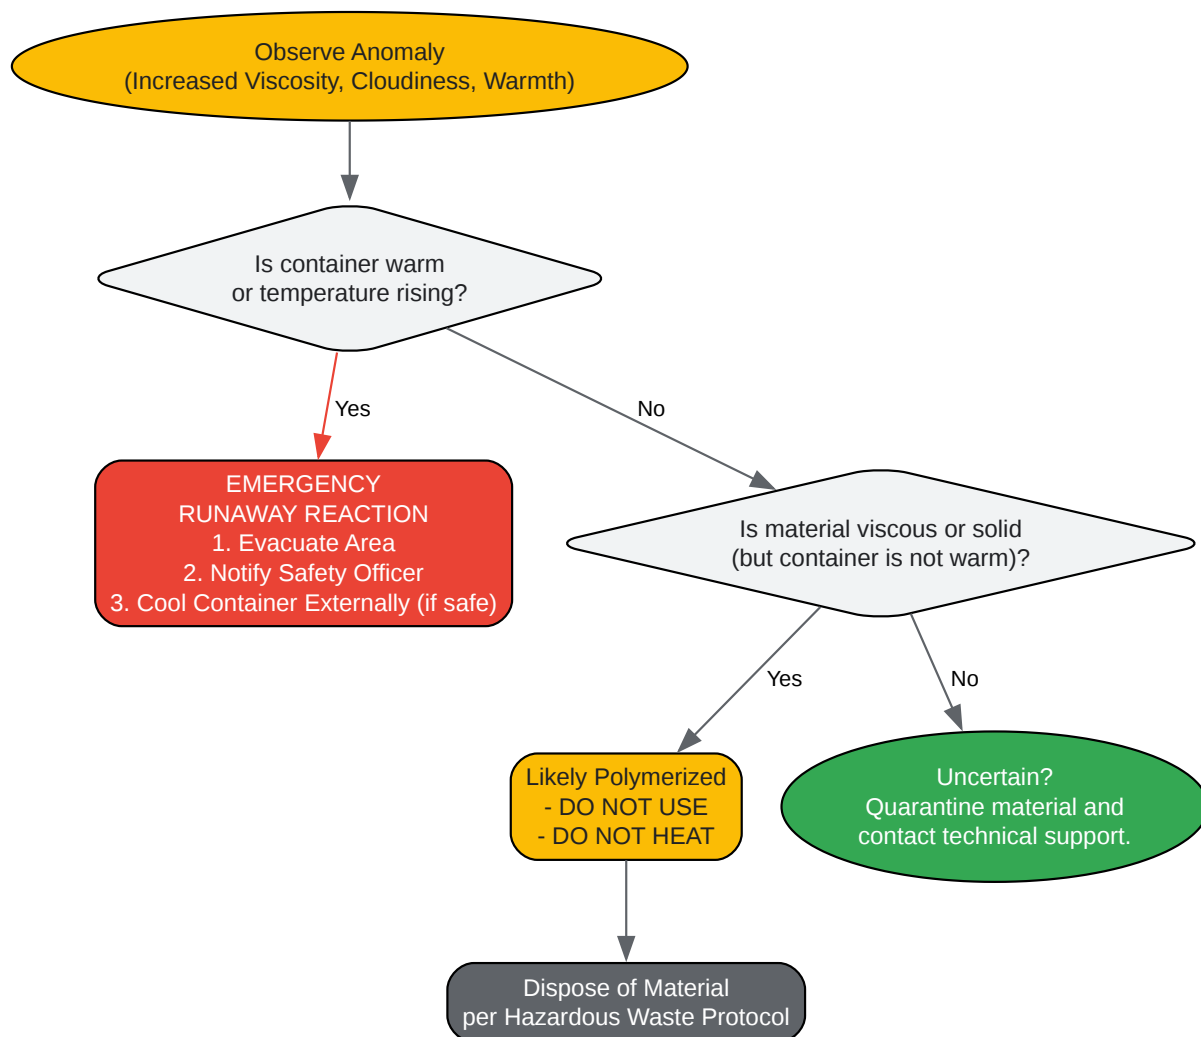 Observe Anomaly
(Increased Viscosity, Cloudiness, Warmth)
Is container warm
or temperature rising?
Yes
No
EMERGENCY
RUNAWAY REACTION
1. Evacuate Area
2. Notify Safety Officer
3. Cool Container Externally (if safe)
Is material viscous or solid
(but container is not warm)?
Yes
No
Likely Polymerized
- DO NOT USE
- DO NOT HEAT
Uncertain?
Quarantine material and
contact technical support.
Dispose of Material
per Hazardous Waste Protocol